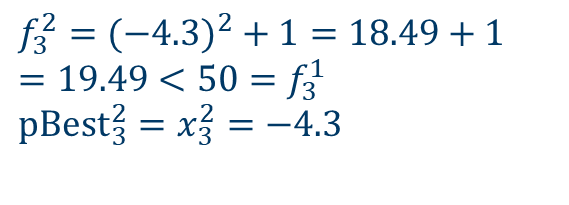 f₃² = (−4.3)² + 1 = 18.49 + 1
= 19.49 < 50 = f₃¹
pBest₃² = x₃² = −4.3